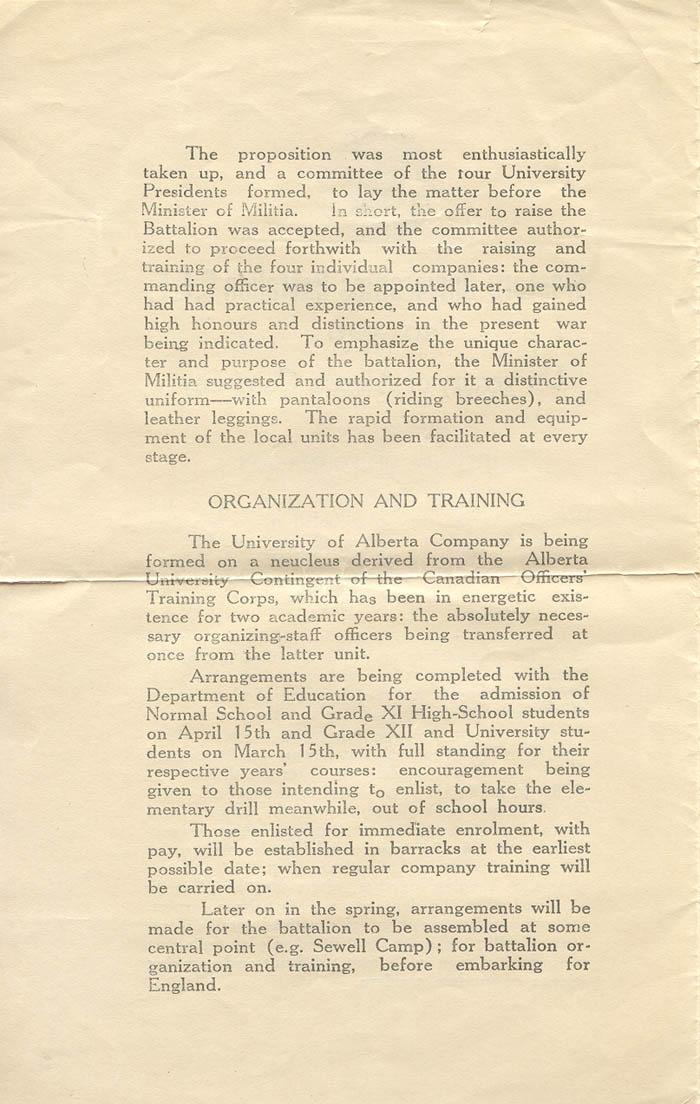 The proposition was most enthusiastically
taken up, and a committee of the four University
Presidents formed, to lay the matter before the
Minister of Militia. In short, the offer to raise the
Battalion was accepted, and the committee author-
ized to proceed forthwith with the raising and
training of the four individual companies: the com-
manding officer was to be appointed later, one who
had had practical experience, and who had gained
high honours and distinctions in the present war
being indicated. To emphasize the unique charac-
ter and purpose of the battalion, the Minister of
Militia suggested and authorized for it a distinctive
uniform—with pantaloons (riding breeches), and
leather leggings. The rapid formation and equip-
ment of the local units has been facilitated at every
stage.
ORGANIZATION AND TRAINING
The University of Alberta Company is being
formed on a neucleus derived from the Alberta
University Contingent of the Canadian Officers'
Training Corps, which has been in energetic exis-
tence for two academic years: the absolutely neces-
sary organizing-staff officers being transferred at
once from the latter unit.
Arrangements are being completed with the
Department of Education for the admission of
Normal School and Grade XI High-School students
on April 15th and Grade XII and University stu-
dents on March 15th, with full standing for their
respective years' courses: encouragement being
given to those intending to enlist, to take the ele-
mentary drill meanwhile, out of school hours.
Those enlisted for immediate enrolment, with
pay, will be established in barracks at the earliest
possible date; when regular company training will
be carried on.
Later on in the spring, arrangements will be
made for the battalion to be assembled at some
central point (e.g. Sewell Camp); for battalion or-
ganization and training, before embarking for
England.